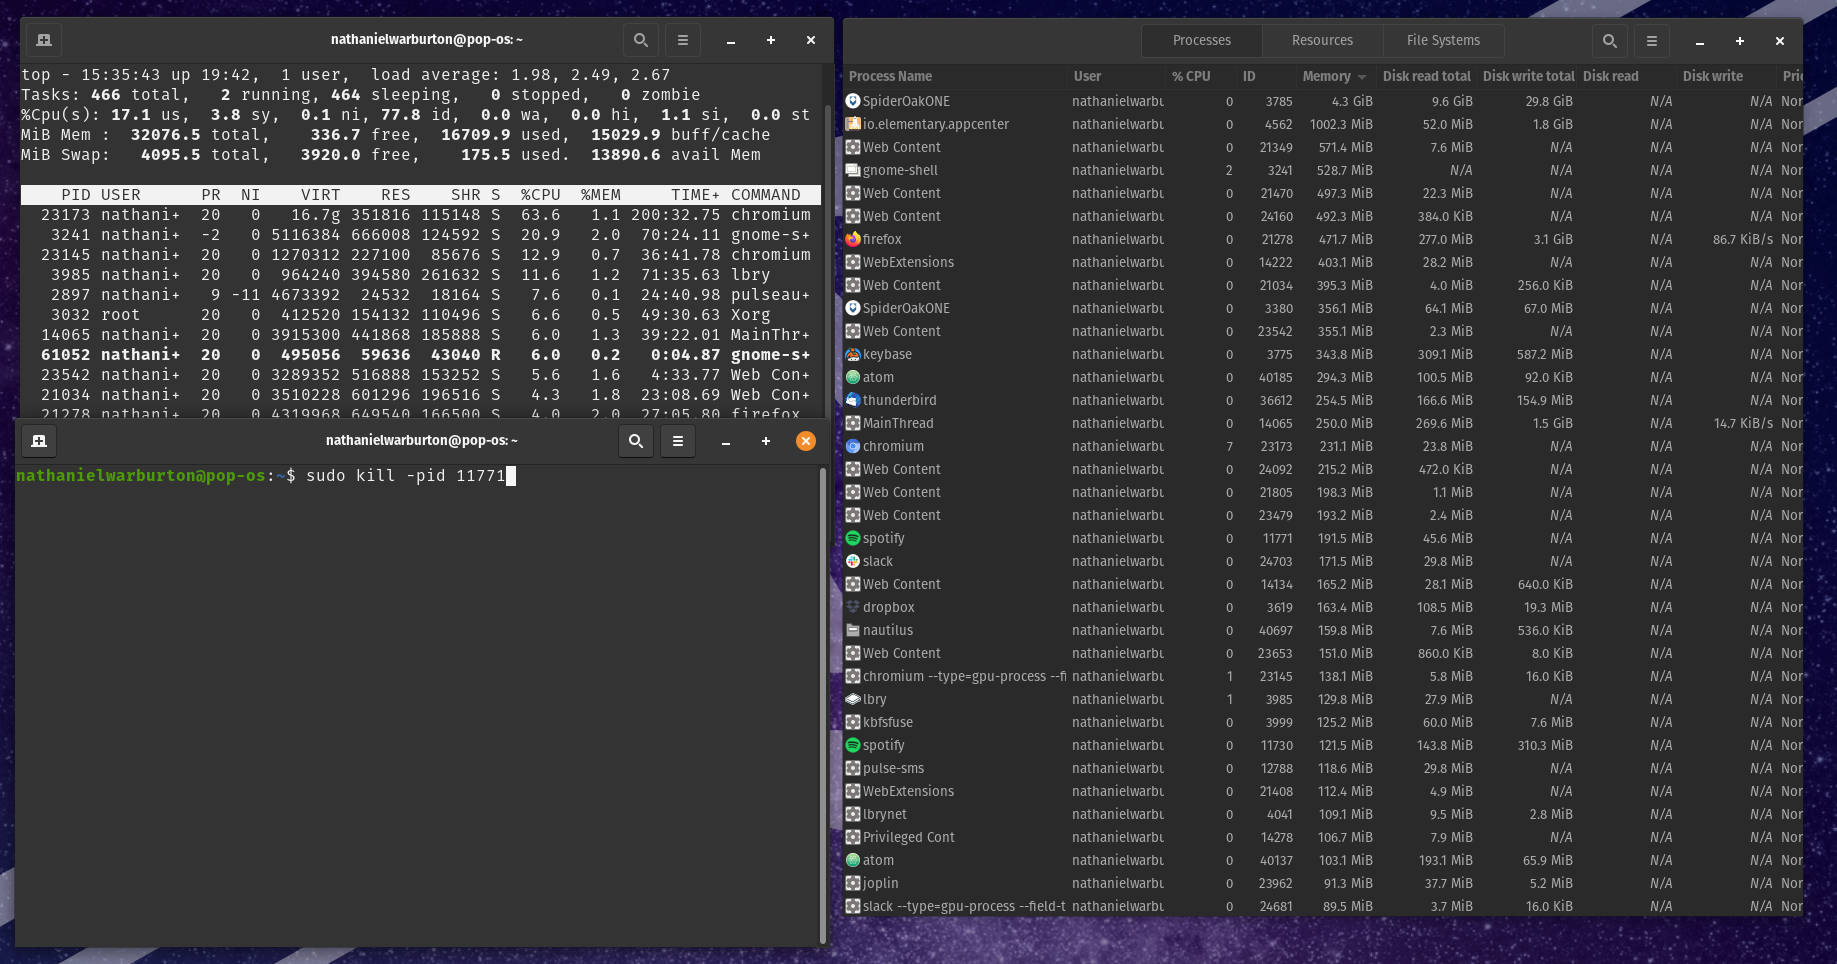 nathanielwarburton@pop-os: ~
top - 15:35:43 up 19:42,  1 user,  load average: 1.98, 2.49, 2.67
Tasks: 466 total,   2 running, 464 sleeping,   0 stopped,   0 zombie
%Cpu(s): 17.1 us,  3.8 sy,  0.1 ni, 77.8 id,  0.0 wa,  0.0 hi,  1.1 si,  0.0 st
MiB Mem :  32076.5 total,    336.7 free,  16709.9 used,  15029.9 buff/cache
MiB Swap:   4095.5 total,   3920.0 free,    175.5 used.  13890.6 avail Mem
PID USER PR NI VIRT RES SHR S %CPU %MEM TIME+ COMMAND
23173 nathani+ 20 0 16.7g 351816 115148 S 63.6 1.1 200:32.75 chromium
3241 nathani+ -2 0 5116384 666008 124592 S 20.9 2.0 70:24.11 gnome-s+
23145 nathani+ 20 0 1270312 227100 85676 S 12.9 0.7 36:41.78 chromium
3985 nathani+ 20 0 964240 394580 261632 S 11.6 1.2 71:35.63 lbry
2897 nathani+ 9 -11 4673392 24532 18164 S 7.6 0.1 24:40.98 pulseau+
3032 root 20 0 412520 154132 110496 S 6.6 0.5 49:30.63 Xorg
14065 nathani+ 20 0 3915300 441868 185888 S 6.0 1.3 39:22.01 MainThr+
61052 nathani+ 20 0 495056 59636 43040 R 6.0 0.2 0:04.87 gnome-s+
23542 nathani+ 20 0 3289352 516888 153252 S 5.6 1.6 4:33.77 Web Con+
21034 nathani+ 20 0 3510228 601296 196516 S 4.3 1.8 23:08.69 Web Con+
21278 nathani+ 20 0 4319968 649540 166500 S 4.0 2.0 27:05.80 firefox
nathanielwarburton@pop-os: ~
nathanielwarburton@pop-os:~$ sudo kill -pid 11771
Processes Resources File Systems
Process Name User % CPU ID Memory Disk read total Disk write total Disk read Disk write Pric
SpiderOakONE nathanielwarbu 0 3785 4.3 GiB 9.6 GiB 29.8 GiB N/A N/A Nor
io.elementary.appcenter nathanielwarbu 0 4562 1002.3 MiB 52.0 MiB 1.8 GiB N/A N/A Nor
Web Content nathanielwarbu 0 21349 571.4 MiB 7.6 MiB N/A N/A N/A Nor
gnome-shell nathanielwarbu 2 3241 528.7 MiB N/A N/A N/A N/A Nor
Web Content nathanielwarbu 0 21470 497.3 MiB 22.3 MiB N/A N/A N/A Nor
Web Content nathanielwarbu 0 24160 492.3 MiB 384.0 KiB N/A N/A N/A Nor
firefox nathanielwarbu 0 21278 471.7 MiB 277.0 MiB 3.1 GiB N/A 86.7 KiB/s Nor
WebExtensions nathanielwarbu 0 14222 403.1 MiB 28.2 MiB N/A N/A N/A Nor
Web Content nathanielwarbu 0 21034 395.3 MiB 4.0 MiB 256.0 KiB N/A N/A Nor
SpiderOakONE nathanielwarbu 0 3380 356.1 MiB 64.1 MiB 67.0 MiB N/A N/A Nor
Web Content nathanielwarbu 0 23542 355.1 MiB 2.3 MiB N/A N/A N/A Nor
keybase nathanielwarbu 0 3775 343.8 MiB 309.1 MiB 587.2 MiB N/A N/A Nor
atom nathanielwarbu 0 40185 294.3 MiB 100.5 MiB 92.0 KiB N/A N/A Nor
thunderbird nathanielwarbu 0 36612 254.5 MiB 166.6 MiB 154.9 MiB N/A N/A Nor
MainThread nathanielwarbu 0 14065 250.0 MiB 269.6 MiB 1.5 GiB N/A 14.7 KiB/s Nor
chromium nathanielwarbu 7 23173 231.1 MiB 23.8 MiB N/A N/A N/A Nor
Web Content nathanielwarbu 0 24092 215.2 MiB 472.0 KiB N/A N/A N/A Nor
Web Content nathanielwarbu 0 21805 198.3 MiB 1.1 MiB N/A N/A N/A Nor
Web Content nathanielwarbu 0 23479 193.2 MiB 2.4 MiB N/A N/A N/A Nor
spotify nathanielwarbu 0 11771 191.5 MiB 45.6 MiB N/A N/A N/A Nor
slack nathanielwarbu 0 24703 171.5 MiB 29.8 MiB N/A N/A N/A Nor
Web Content nathanielwarbu 0 14134 165.2 MiB 28.1 MiB 640.0 KiB N/A N/A Nor
dropbox nathanielwarbu 0 3619 163.4 MiB 108.5 MiB 19.3 MiB N/A N/A Nor
nautilus nathanielwarbu 0 40697 159.8 MiB 7.6 MiB 536.0 KiB N/A N/A Nor
Web Content nathanielwarbu 0 23653 151.0 MiB 860.0 KiB 8.0 KiB N/A N/A Nor
chromium --type=gpu-process --fi nathanielwarbu 1 23145 138.1 MiB 5.8 MiB 16.0 KiB N/A N/A Nor
lbry nathanielwarbu 1 3985 129.8 MiB 27.9 MiB N/A N/A N/A Nor
kbfsfuse nathanielwarbu 0 3999 125.2 MiB 60.0 MiB 7.6 MiB N/A N/A Nor
spotify nathanielwarbu 0 11730 121.5 MiB 143.8 MiB 310.3 MiB N/A N/A Nor
pulse-sms nathanielwarbu 0 12788 118.6 MiB 29.8 MiB N/A N/A N/A Nor
WebExtensions nathanielwarbu 0 21408 112.4 MiB 4.9 MiB N/A N/A N/A Nor
lbrynet nathanielwarbu 0 4041 109.1 MiB 9.5 MiB 2.8 MiB N/A N/A Nor
Privileged Cont nathanielwarbu 0 14278 106.7 MiB 7.9 MiB N/A N/A N/A Nor
atom nathanielwarbu 0 40137 103.1 MiB 193.1 MiB 65.9 MiB N/A N/A Nor
joplin nathanielwarbu 0 23962 91.3 MiB 37.7 MiB 5.2 MiB N/A N/A Nor
slack --type=gpu-process --field-t nathanielwarbu 0 24681 89.5 MiB 3.7 MiB 16.0 KiB N/A N/A Nor